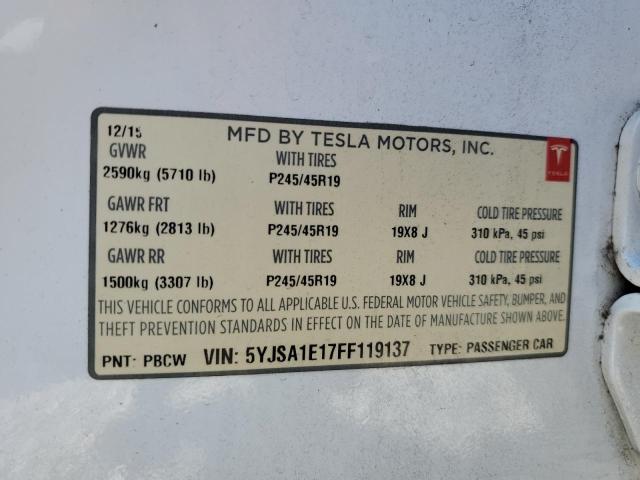 12/15 MFD BY TESLA MOTORS, INC.
GVWR WITH TIRES
2590kg (5710 lb) P245/45R19
TESLA
GAWR FRT WITH TIRES RIM COLD TIRE PRESSURE
1276kg (2813 lb) P245/45R19 19X8 J 310 kPa, 45 psi
GAWR RR WITH TIRES RIM COLD TIRE PRESSURE
1500kg (3307 lb) P245/45R19 19X8 J 310 kPa, 45 psi
THIS VEHICLE CONFORMS TO ALL APPLICABLE U.S. FEDERAL MOTOR VEHICLE SAFETY, BUMPER, AND
THEFT PREVENTION STANDARDS IN EFFECT ON THE DATE OF MANUFACTURE SHOWN ABOVE.
PNT: PBCW VIN: 5YJSA1E17FF119137 TYPE: PASSENGER CAR